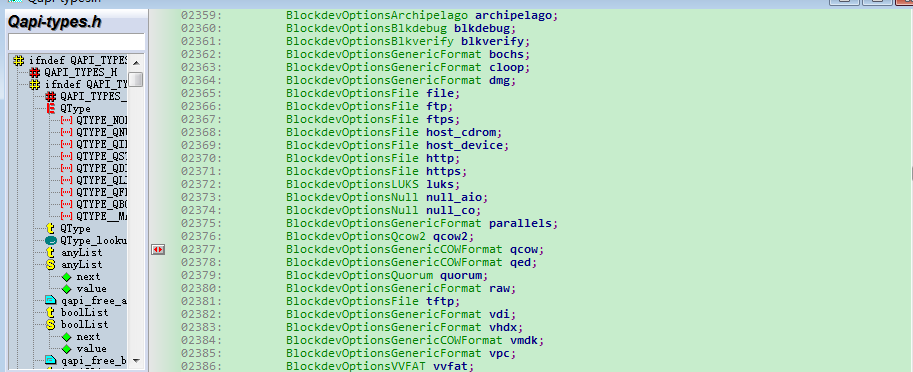 Qapi-types.h
ifndef QAPI_TYPES
QAPI_TYPES_H
ifndef QAPI_TY
QAPI_TYPES_
QType
QTYPE_NO
QTYPE_QN
QTYPE_QI
QTYPE_QS
QTYPE_QD
QTYPE_QL
QTYPE_QF
QTYPE_QB
QTYPE__M
QType
QType_looku
anyList
anyList
next
value
qapi_free_a
boolList
boolList
next
value
qapi_free_b
02359: BlockdevOptionsArchipelago archipelago;
02360: BlockdevOptionsBlkdebug blkdebug;
02361: BlockdevOptionsBlkverify blkverify;
02362: BlockdevOptionsGenericFormat bochs;
02363: BlockdevOptionsGenericFormat cloop;
02364: BlockdevOptionsGenericFormat dmg;
02365: BlockdevOptionsFile file;
02366: BlockdevOptionsFile ftp;
02367: BlockdevOptionsFile ftps;
02368: BlockdevOptionsFile host_cdrom;
02369: BlockdevOptionsFile host_device;
02370: BlockdevOptionsFile http;
02371: BlockdevOptionsFile https;
02372: BlockdevOptionsLUKS luks;
02373: BlockdevOptionsNull null_aio;
02374: BlockdevOptionsNull null_co;
02375: BlockdevOptionsGenericFormat parallels;
02376: BlockdevOptionsQcow2 qcow2;
02377: BlockdevOptionsGenericCOWFormat qcow;
02378: BlockdevOptionsGenericCOWFormat qed;
02379: BlockdevOptionsQuorum quorum;
02380: BlockdevOptionsGenericFormat raw;
02381: BlockdevOptionsFile tftp;
02382: BlockdevOptionsGenericFormat vdi;
02383: BlockdevOptionsGenericFormat vhdx;
02384: BlockdevOptionsGenericCOWFormat vmdk;
02385: BlockdevOptionsGenericFormat vpc;
02386: BlockdevOptionsVVFAT vvfat;